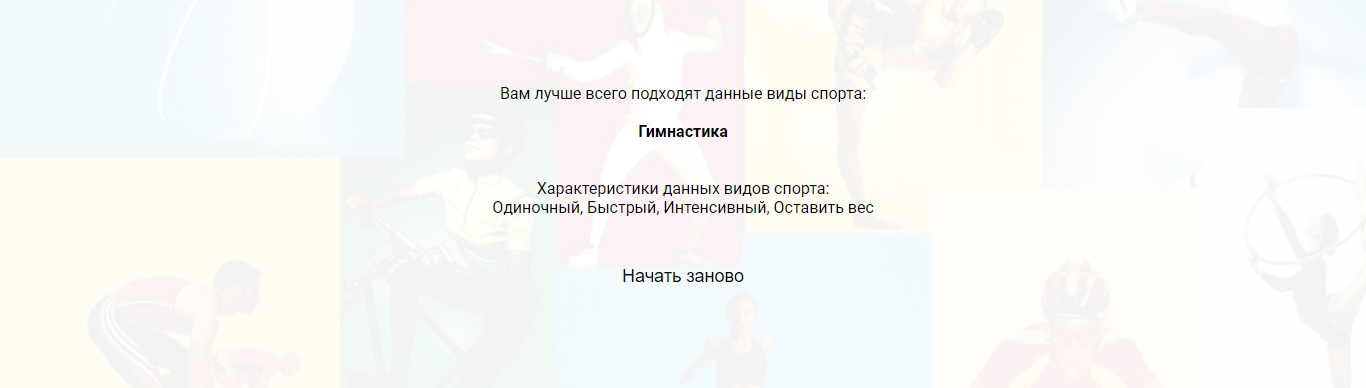 Вам лучше всего подходят данные виды спорта:
Гимнастика
Характеристики данных видов спорта:
Одиночный, Быстрый, Интенсивный, Оставить вес
Начать заново